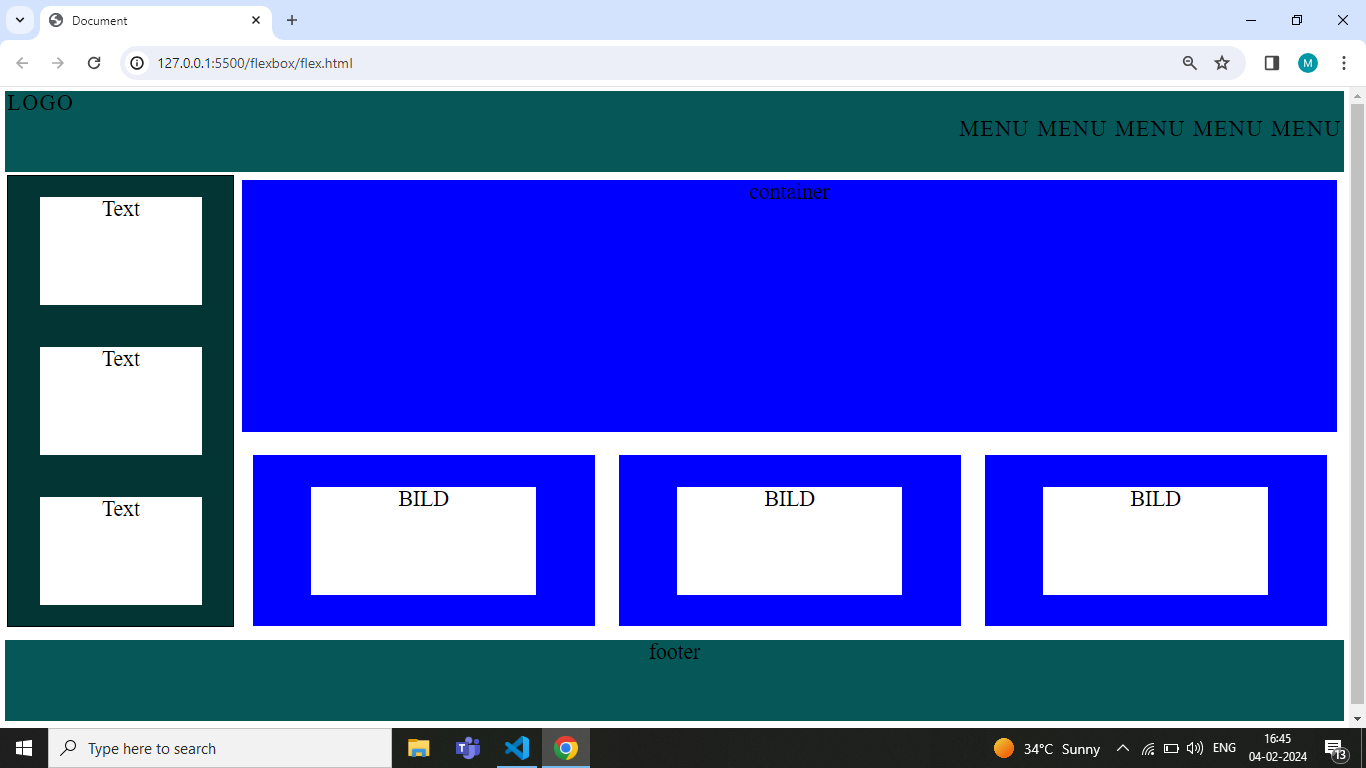 Document
127.0.0.1:5500/flexbox/flex.html
M
LOGO
MENU MENU MENU MENU MENU
Text
container
Text
Text
BILD
BILD
BILD
footer
Type here to search
34°C Sunny
ENG
16:45
04-02-2024
13